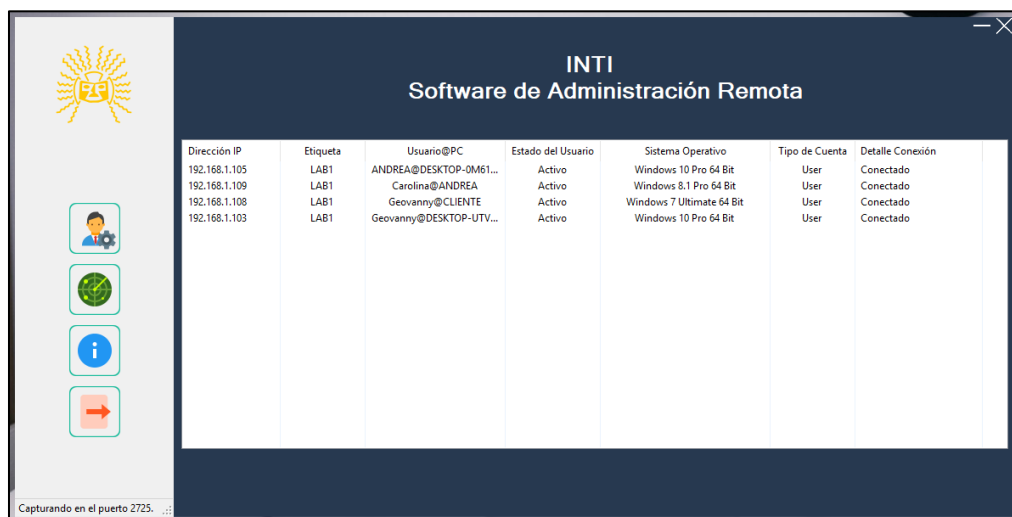 INTI
Software de Administración Remota
Dirección IP Etiqueta Usuario@PC Estado del Usuario Sistema Operativo Tipo de Cuenta Detalle Conexión
192.168.1.105 LAB1 ANDREA@DESKTOP-0M61... Activo Windows 10 Pro 64 Bit User Conectado
192.168.1.109 LAB1 Carolina@ANDREA Activo Windows 8.1 Pro 64 Bit User Conectado
192.168.1.108 LAB1 Geovanny@CLIENTE Activo Windows 7 Ultimate 64 Bit User Conectado
192.168.1.103 LAB1 Geovanny@DESKTOP-UTV... Activo Windows 10 Pro 64 Bit User Conectado
Capturando en el puerto 2725.